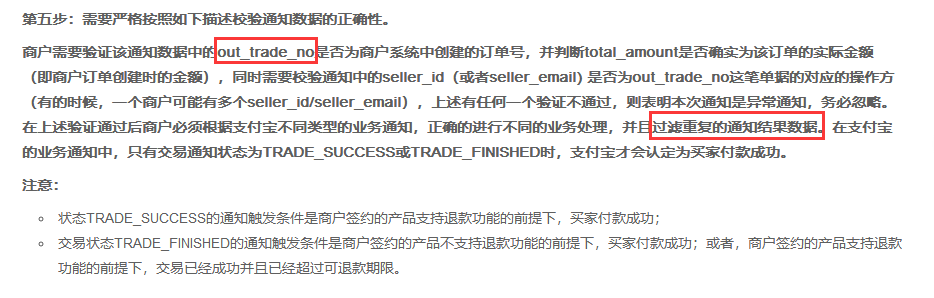 第五步：需要严格按照如下描述校验通知数据的正确性。
商户需要验证该通知数据中的out_trade_no是否为商户系统中创建的订单号，并判断total_amount是否确实为该订单的实际金额
（即商户订单创建时的金额），同时需要校验通知中的seller_id（或者seller_email) 是否为out_trade_no这笔单据的对应的操作方
（有的时候，一个商户可能有多个seller_id/seller_email），上述有任何一个验证不通过，则表明本次通知是异常通知，务必忽略。
在上述验证通过后商户必须根据支付宝不同类型的业务通知，正确的进行不同的业务处理，并且过滤重复的通知结果数据。在支付宝
的业务通知中，只有交易通知状态为TRADE_SUCCESS或TRADE_FINISHED时，支付宝才会认定为买家付款成功。
注意：
状态TRADE_SUCCESS的通知触发条件是商户签约的产品支持退款功能的前提下，买家付款成功；
交易状态TRADE_FINISHED的通知触发条件是商户签约的产品不支持退款功能的前提下，买家付款成功；或者，商户签约的产品支持退款
功能的前提下，交易已经成功并且已经超过可退款期限。